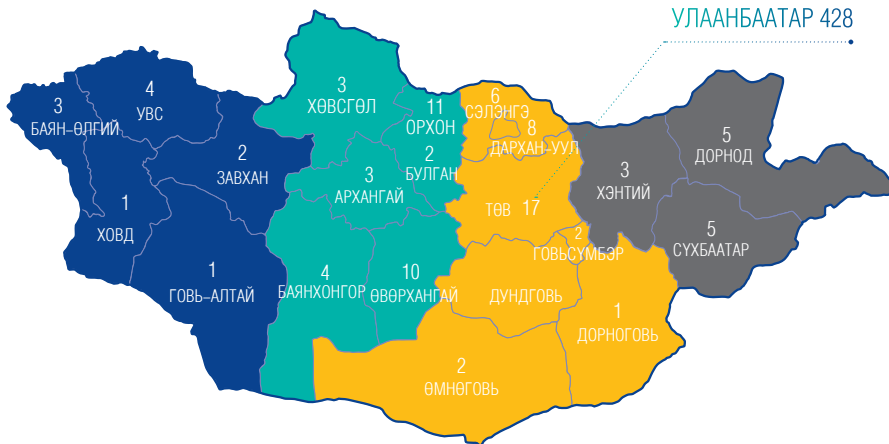 УЛААНБААТАР 428
3
БАЯН-ӨЛГИЙ
4
УВС
2
ЗАВХАН
1
ХОВД
1
ГОВЬ-АЛТАЙ
3
ХӨВСГӨЛ
11
ОРХОН
2
БУЛГАН
3
АРХАНГАЙ
4
БАЯНХОНГОР
10
ӨВӨРХАНГАЙ
6
СЭЛЭНГЭ
8
ДАРХАН-УУЛ
ТӨВ 17
2
ГОВЬСҮМБЭР
ДУНДГОВЬ
1
ДОРНОГОВЬ
2
ӨМНӨГОВЬ
3
ХЭНТИЙ
5
ДОРНОД
5
СҮХБААТАР